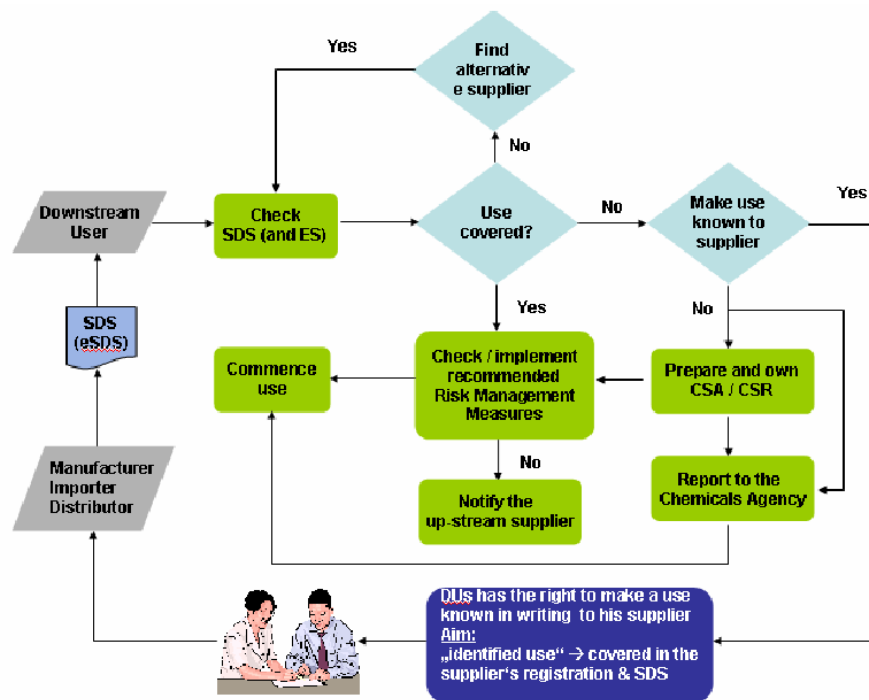 Yes
Find
alternativ
e supplier
No
Downstream
User
Check
SDS (and ES)
Use
covered?
No
Make use
known to
supplier
Yes
SDS
(eSDS)
Yes
No
Commence
use
Check / implement
recommended
Risk Management
Measures
Prepare and own
CSA / CSR
Manufacturer
Importer
Distributor
No
Notify the
up-stream supplier
Report to the
Chemicals Agency
DUs has the right to make a use
known in writing to his supplier
Aim:
„identified use“ → covered in the
supplier‘s registration & SDS